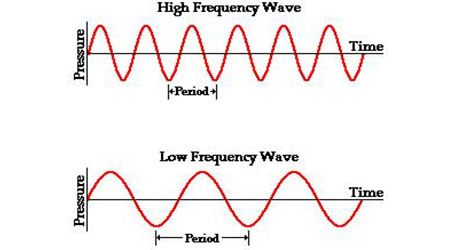 High Frequency Wave
Pressure
Time
Period
Low Frequency Wave
Pressure
Time
Period